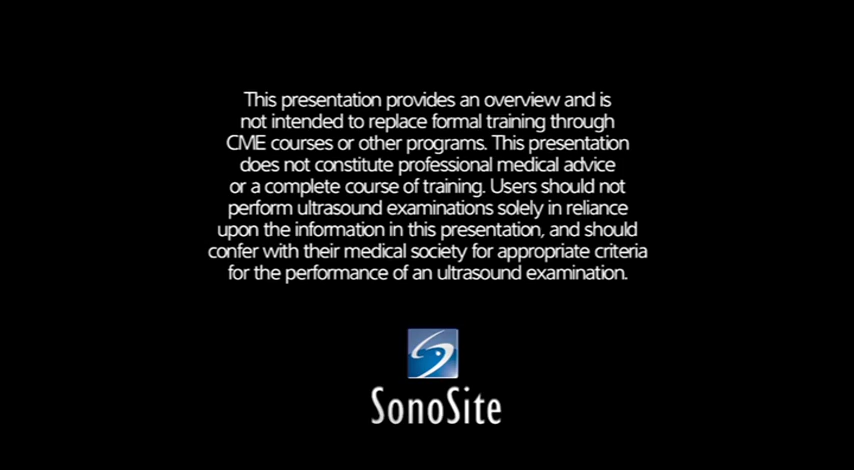 This presentation provides an overview and is
not intended to replace formal training through
CME courses or other programs. This presentation
does not constitute professional medical advice
or a complete course of training. Users should not
perform ultrasound examinations solely in reliance
upon the information in this presentation, and should
confer with their medical society for appropriate criteria
for the performance of an ultrasound examination.
SonoSite